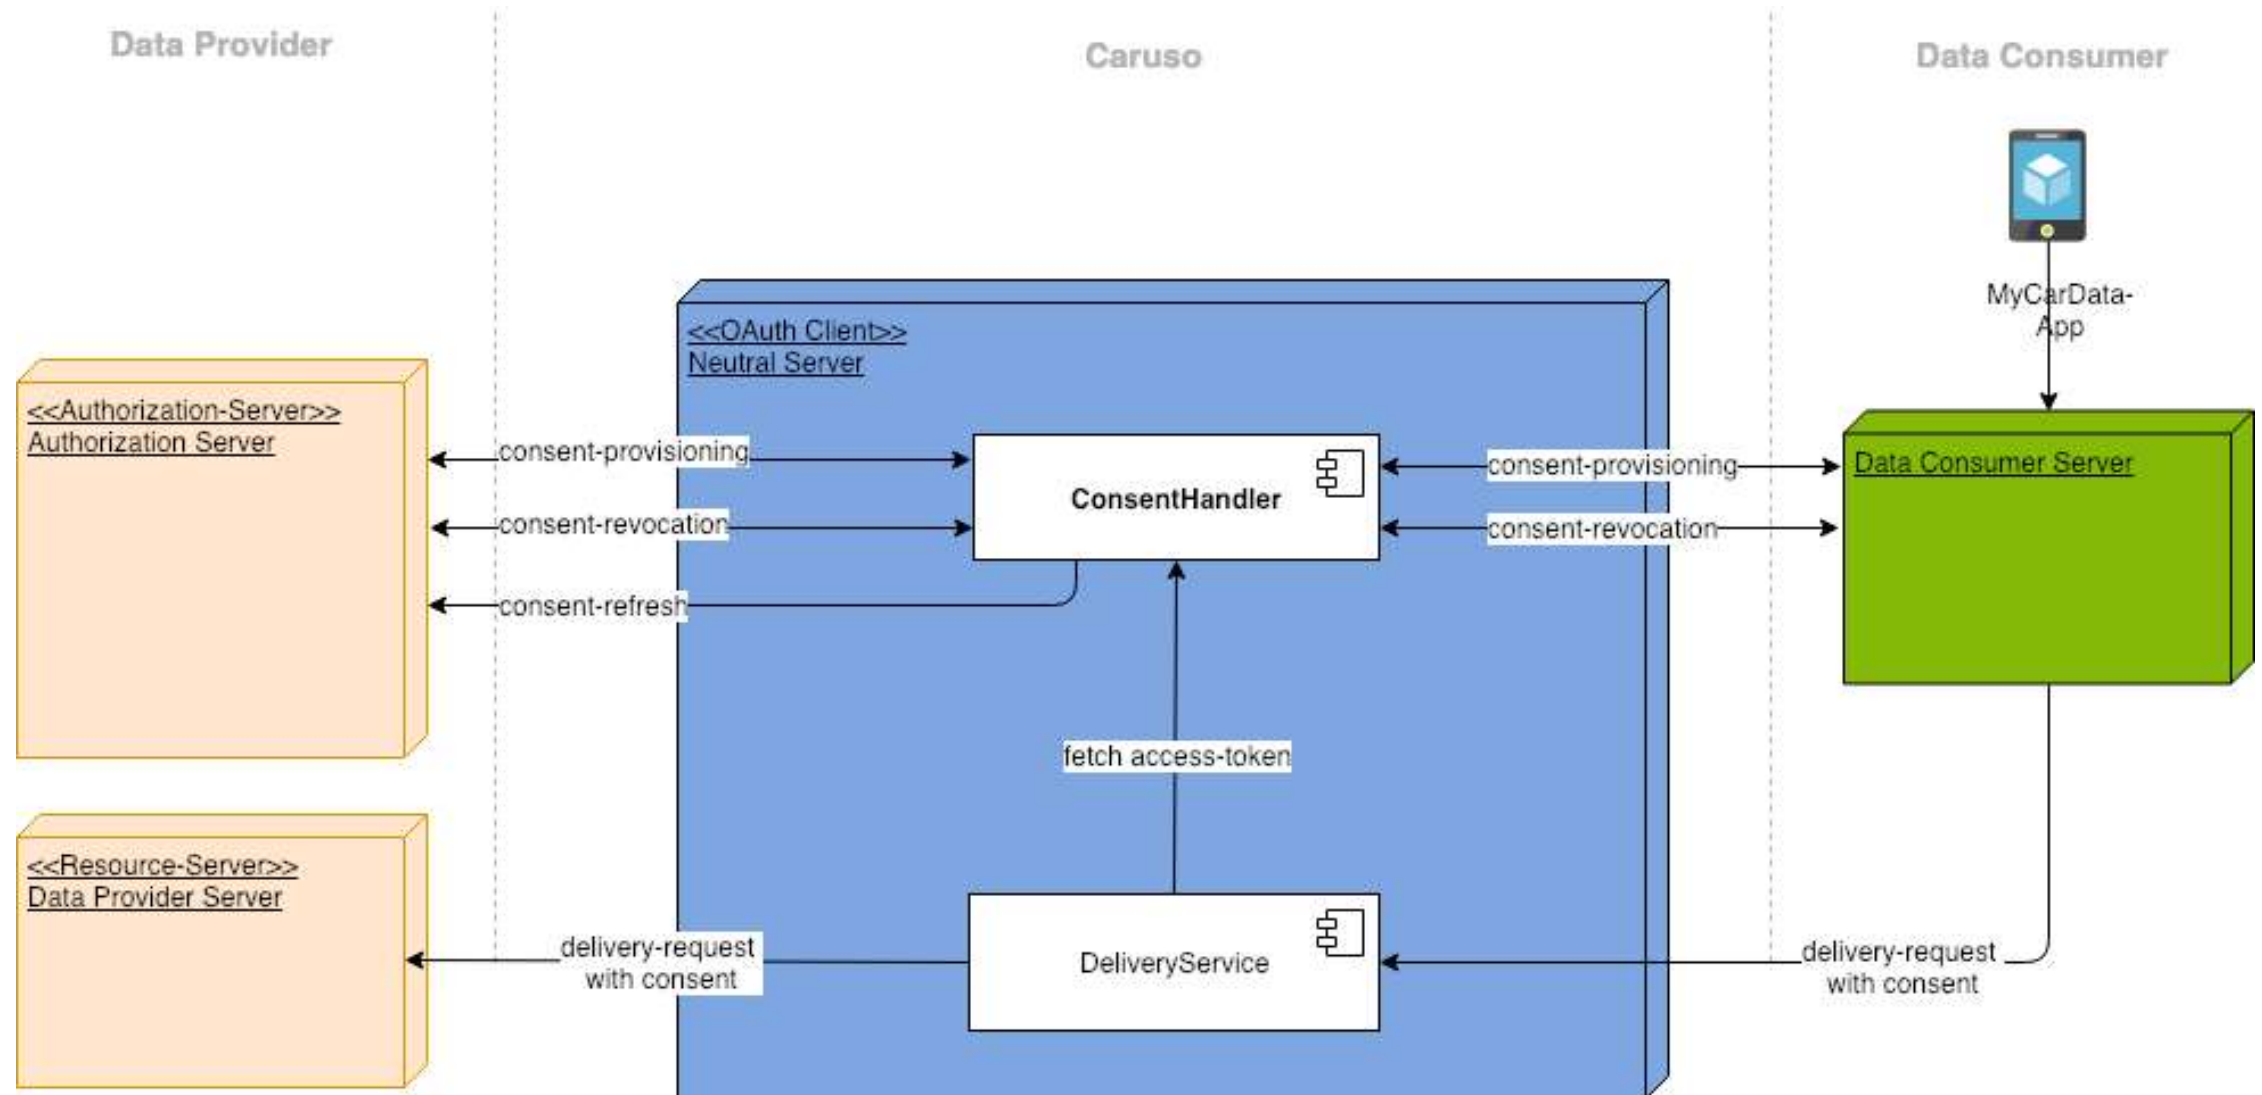 Data Provider
Caruso
Data Consumer
MyCarData-
App
<<OAuth Client>>
Neutral Server
<<Authorization-Server>>
Authorization Server
consent-provisioning
consent-revocation
consent-refresh
ConsentHandler
consent-provisioning
consent-revocation
Data Consumer Server
fetch access-token
<<Resource-Server>>
Data Provider Server
delivery-request
with consent
DeliveryService
delivery-request
with consent